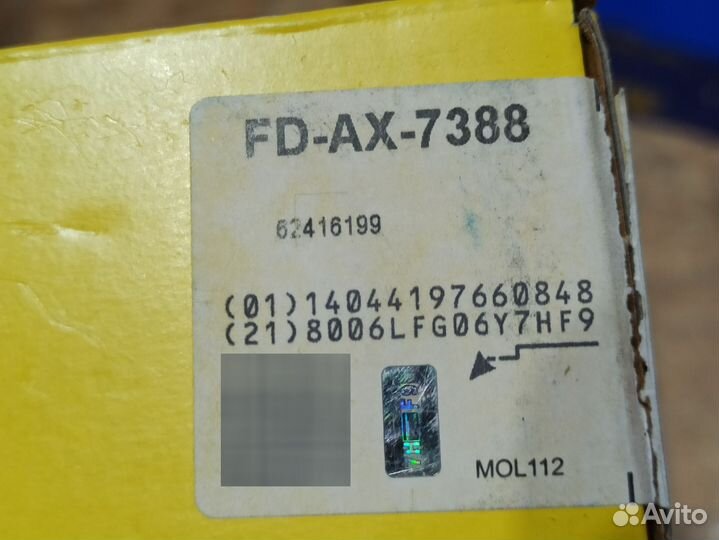 FD-AX-7388
62416199
(01)14044197660848
(21)8006LFG06Y7HF9
MOL112
Avito